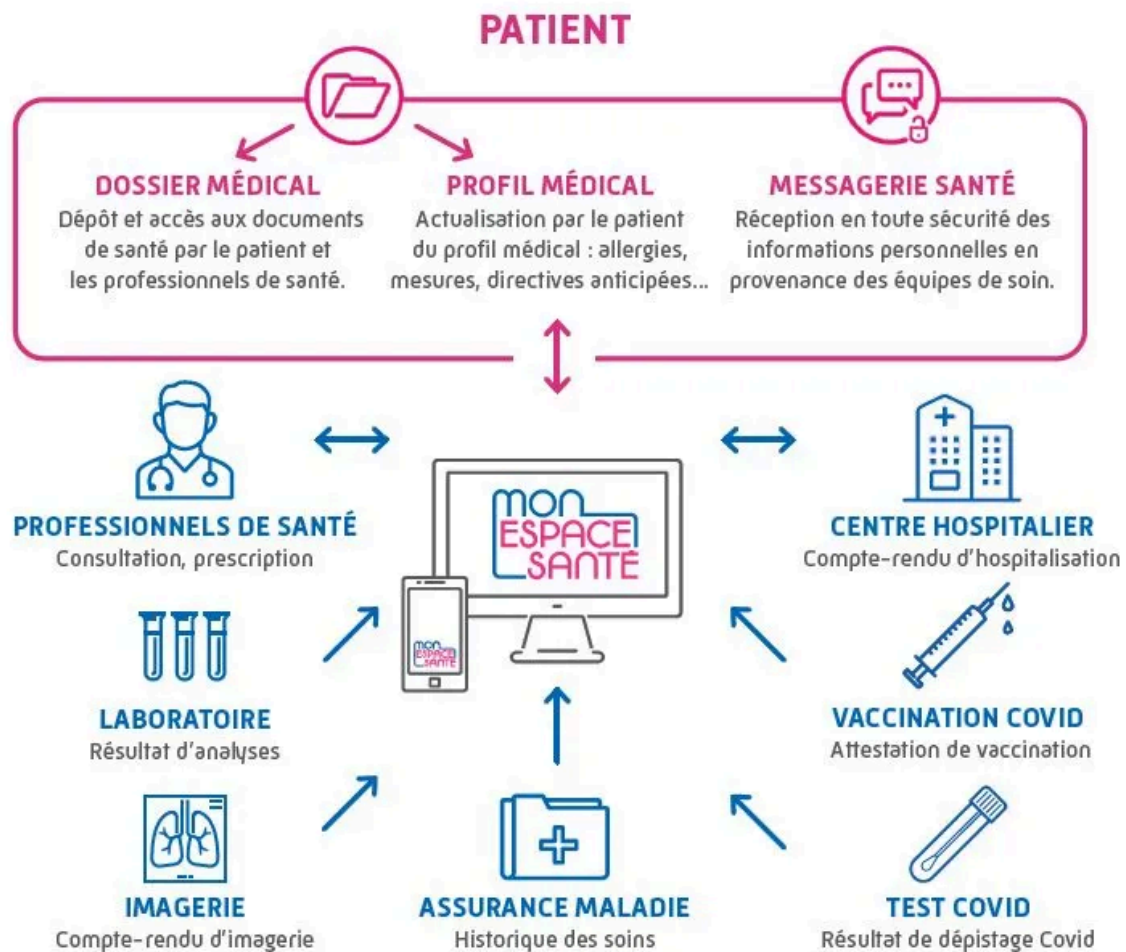 PATIENT
DOSSIER MÉDICAL
Dépôt et accès aux documents
de santé par le patient et
les professionnels de santé.
PROFIL MÉDICAL
Actualisation par le patient
du profil médical : allergies,
mesures, directives anticipées...
MESSAGERIE SANTÉ
Réception en toute sécurité des
informations personnelles en
provenance des équipes de soin.
PROFESSIONNELS DE SANTÉ
Consultation, prescription
MON
ESPACE
SANTÉ
MON
ESPACE
SANTÉ
CENTRE HOSPITALIER
Compte-rendu d'hospitalisation
LABORATOIRE
Résultat d'analyses
VACCINATION COVID
Attestation de vaccination
IMAGERIE
Compte-rendu d'imagerie
ASSURANCE MALADIE
Historique des soins
TEST COVID
Résultat de dépistage Covid